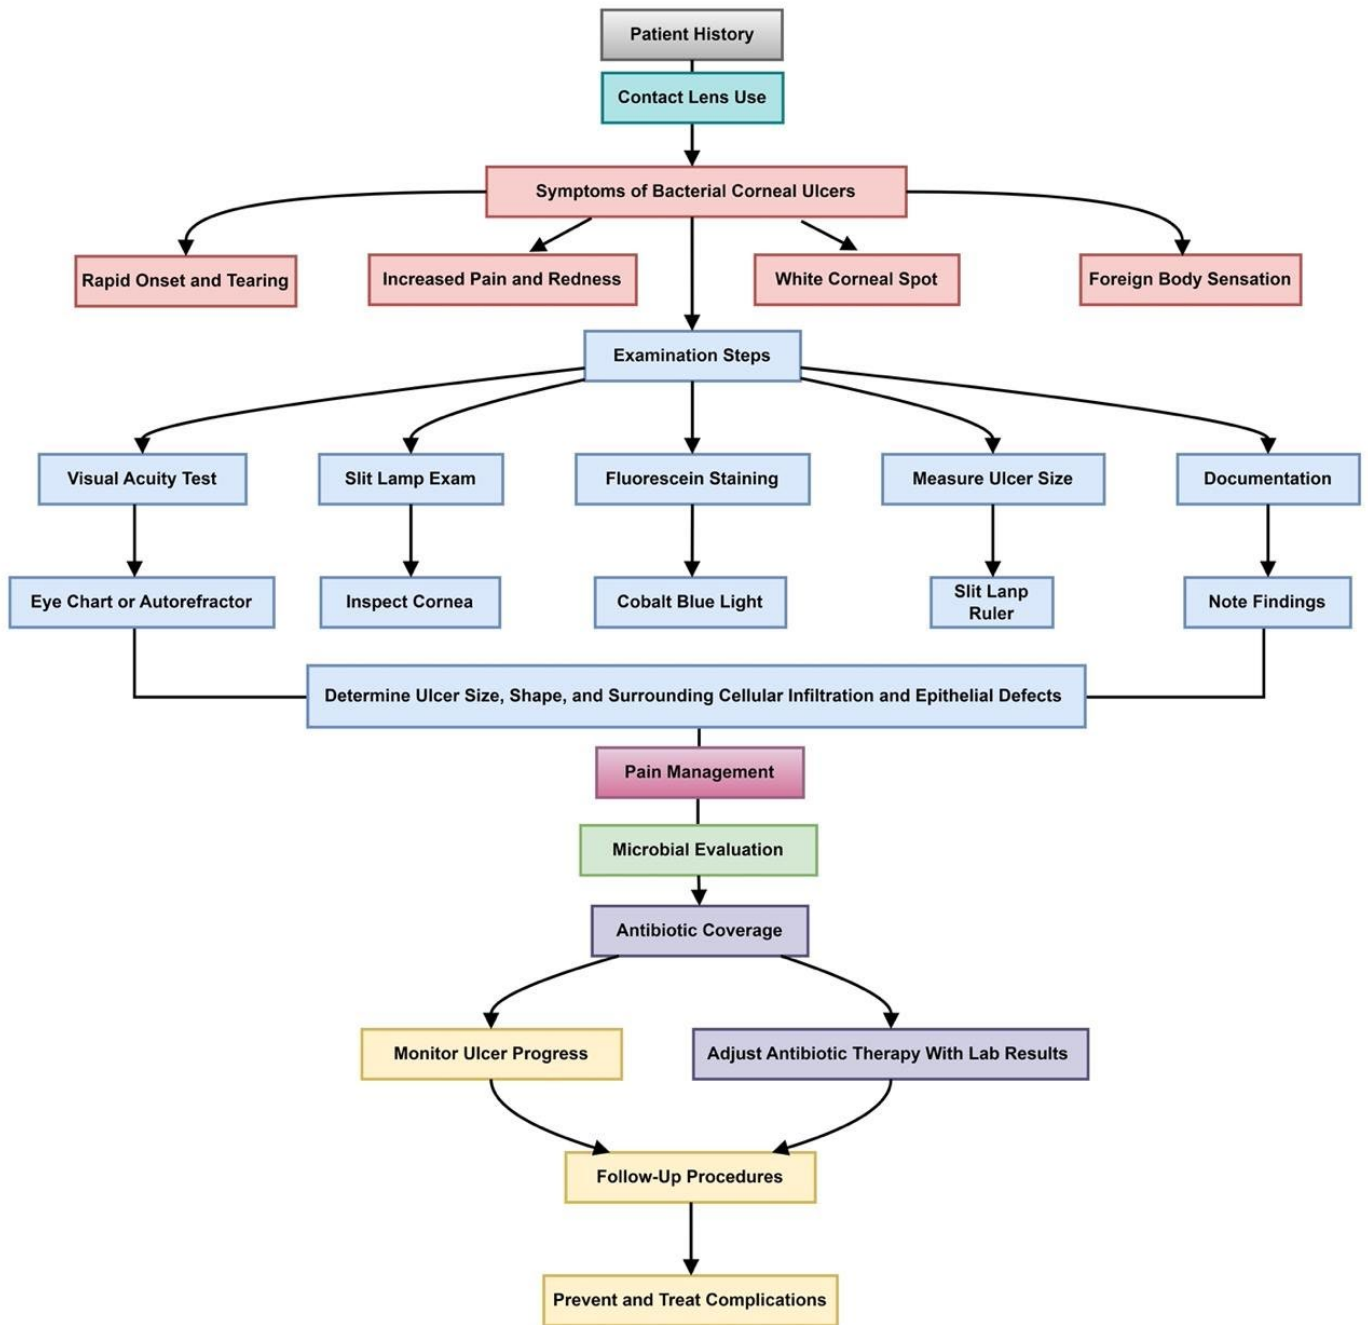 Patient History
Contact Lens Use
Symptoms of Bacterial Corneal Ulcers
Rapid Onset and Tearing
Increased Pain and Redness
White Corneal Spot
Foreign Body Sensation
Examination Steps
Visual Acuity Test
Slit Lamp Exam
Fluorescein Staining
Measure Ulcer Size
Documentation
Eye Chart or Autorefractor
Inspect Cornea
Cobalt Blue Light
Slit Lanp
Ruler
Note Findings
Determine Ulcer Size, Shape, and Surrounding Cellular Infiltration and Epithelial Defects
Pain Management
Microbial Evaluation
Antibiotic Coverage
Monitor Ulcer Progress
Adjust Antibiotic Therapy With Lab Results
Follow-Up Procedures
Prevent and Treat Complications